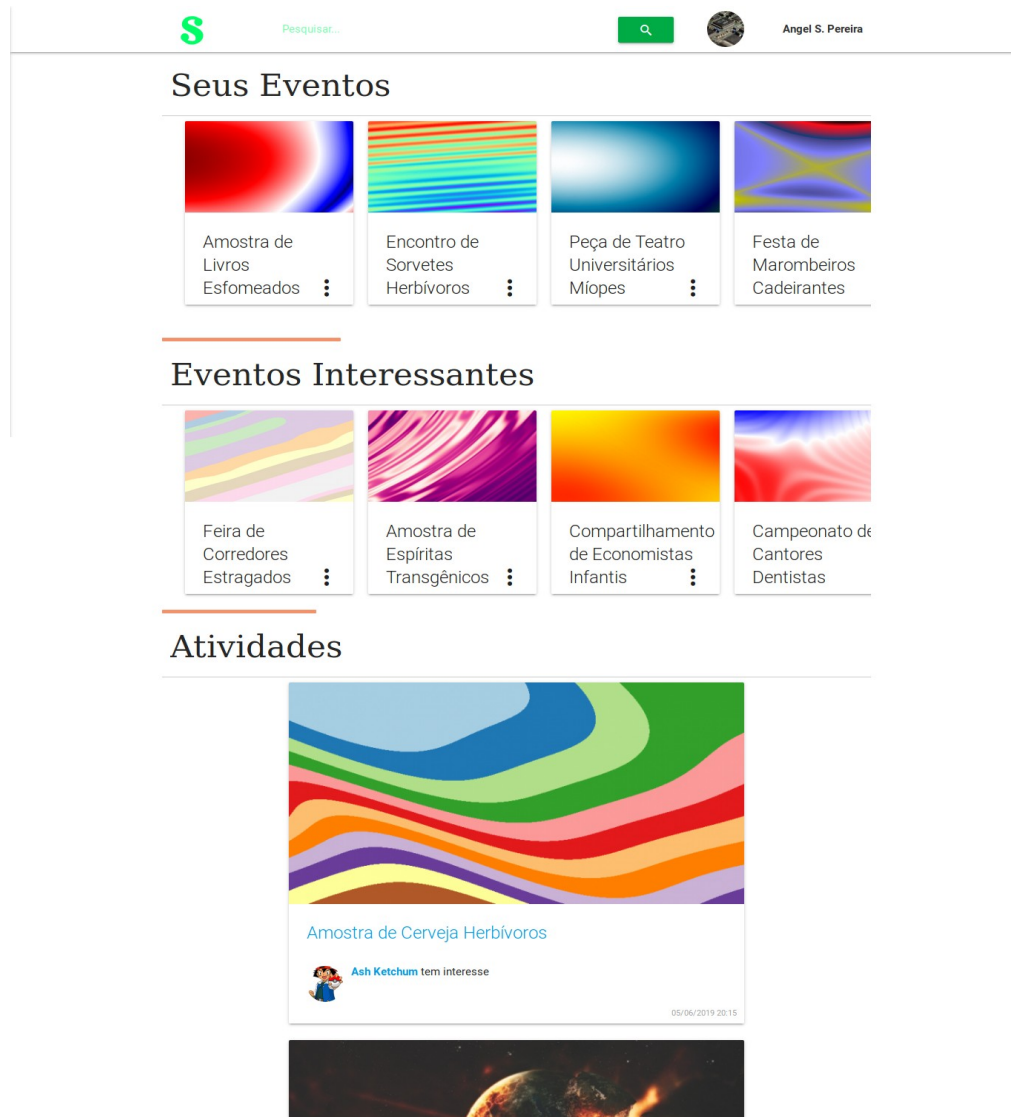 S
Pesquisar...
Angel S. Pereira
Seus Eventos
Amostra de
Livros
Esfomeados
Encontro de
Sorvetes
Herbívoros
Peça de Teatro
Universitários
Míopes
Festa de
Marombeiros
Cadeirantes
Eventos Interessantes
Feira de
Corredores
Estragados
Amostra de
Espíritas
Transgênicos
Compartilhamento
de Economistas
Infantis
Campeonato de
Cantores
Dentistas
Atividades
Amostra de Cerveja Herbívoros
Ash Ketchum tem interesse
05/06/2019 20:15